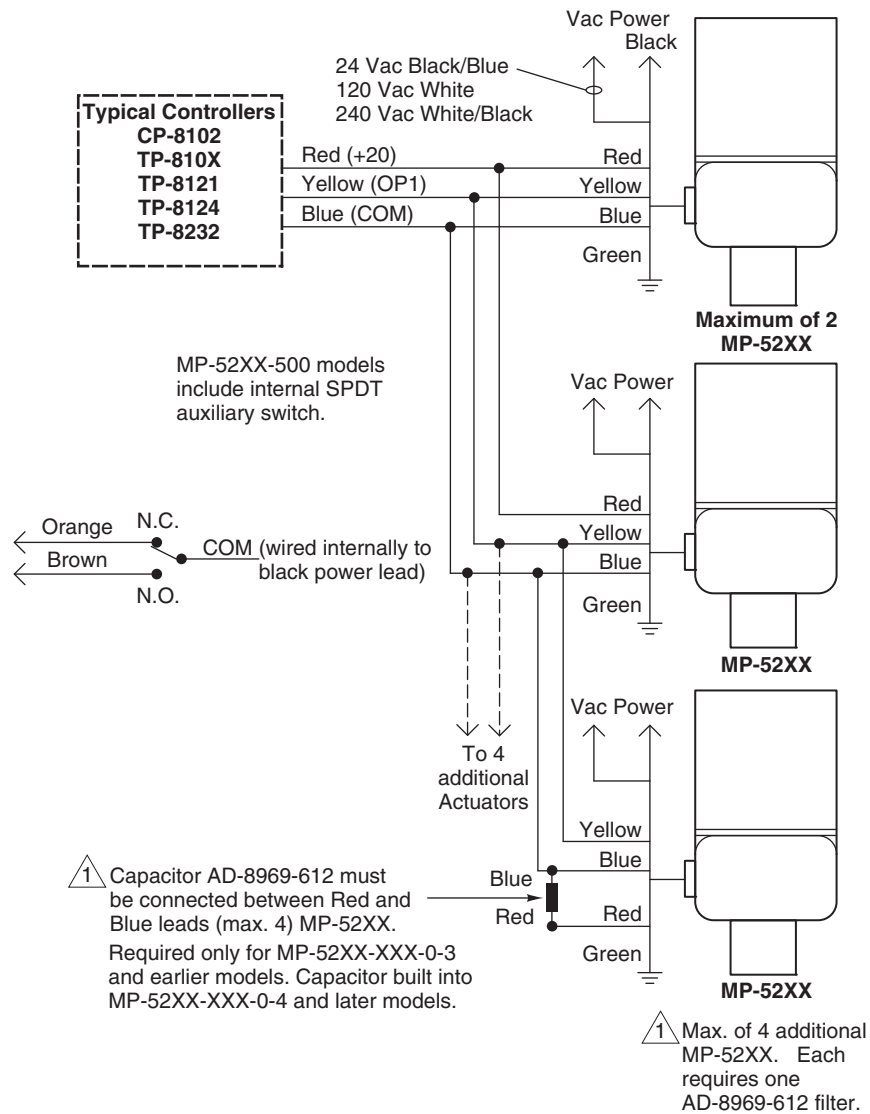 Vac Power
Black
24 Vac Black/Blue
120 Vac White
240 Vac White/Black
Typical Controllers
CP-8102
TP-810X
TP-8121
TP-8124
TP-8232
Red (+20)
Yellow (OP1)
Blue (COM)
Red
Yellow
Blue
Green
Maximum of 2
MP-52XX
MP-52XX-500 models
include internal SPDT
auxiliary switch.
Vac Power
Red
Yellow
Blue
Green
MP-52XX
Orange
N.C.
Brown
COM (wired internally to
black power lead)
N.O.
To 4
additional
Actuators
Vac Power
Yellow
Blue
Red
Green
MP-52XX
Blue
Red
1 Capacitor AD-8969-612 must
be connected between Red and
Blue leads (max. 4) MP-52XX.
Required only for MP-52XX-XXX-0-3
and earlier models. Capacitor built into
MP-52XX-XXX-0-4 and later models.
1 Max. of 4 additional
MP-52XX. Each
requires one
AD-8969-612 filter.